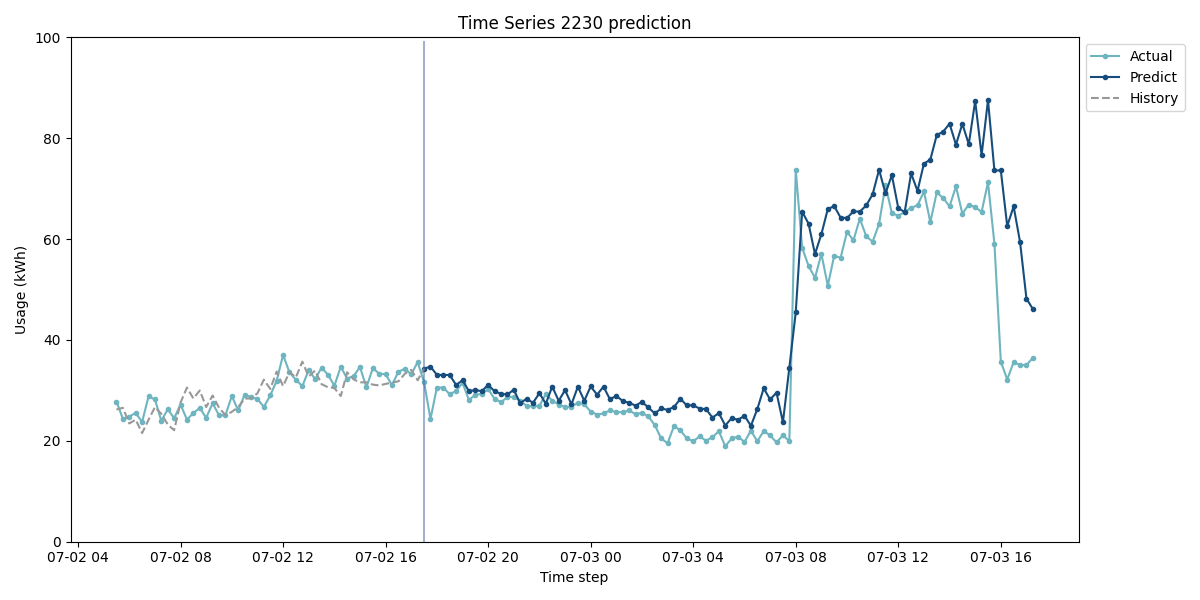 Time Series 2230 prediction
Usage (kWh)
100
80
60
40
20
0
07-02 04
07-02 08
07-02 12
07-02 16
07-02 20
07-03 00
07-03 04
07-03 08
07-03 12
07-03 16
Time step
Actual
Predict
History